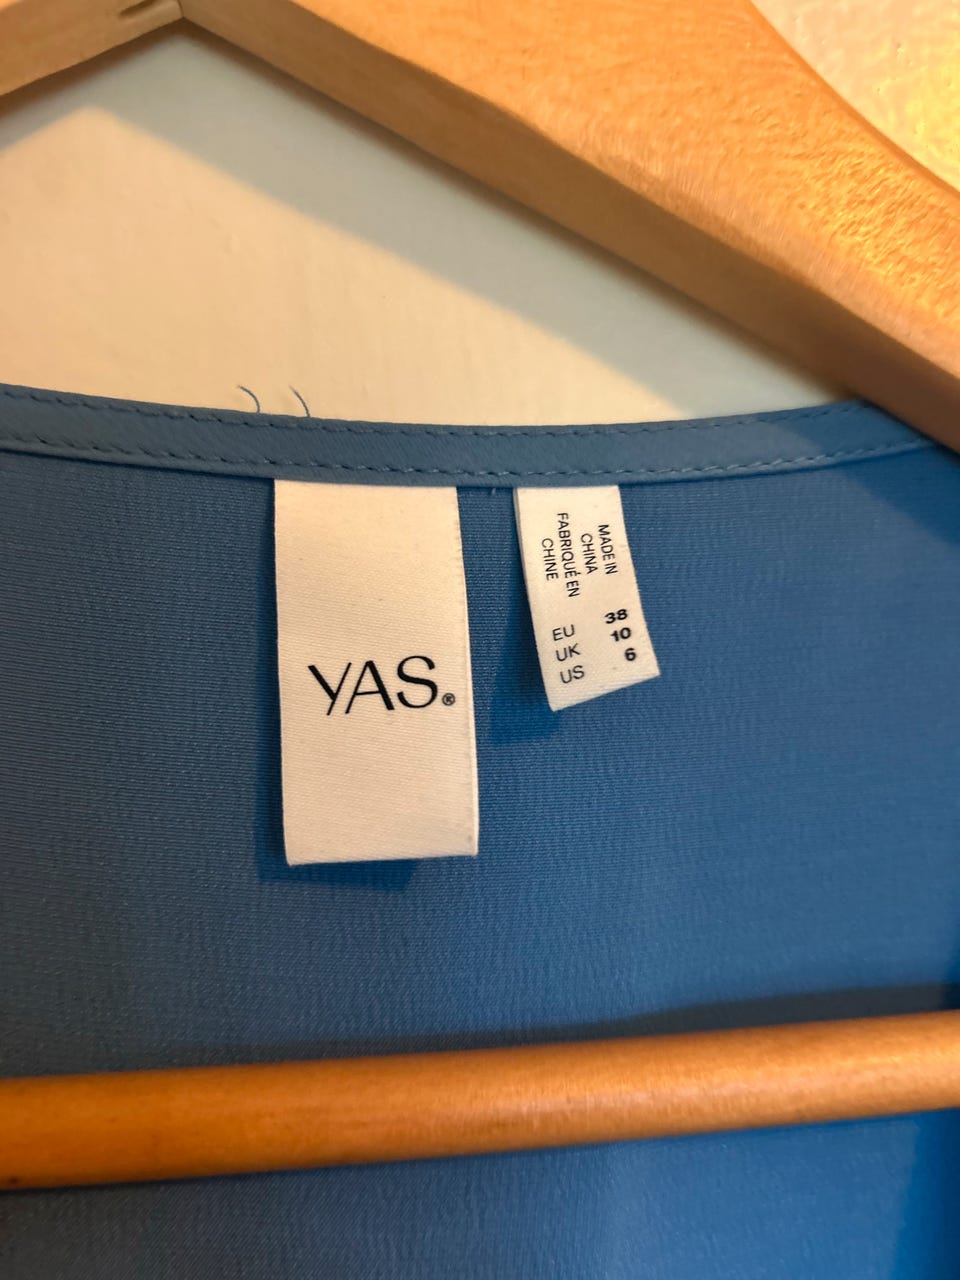 YAS®
MADE IN
CHINA
FABRIQUÉ EN
CHINE
EU 38
UK 10
US 6